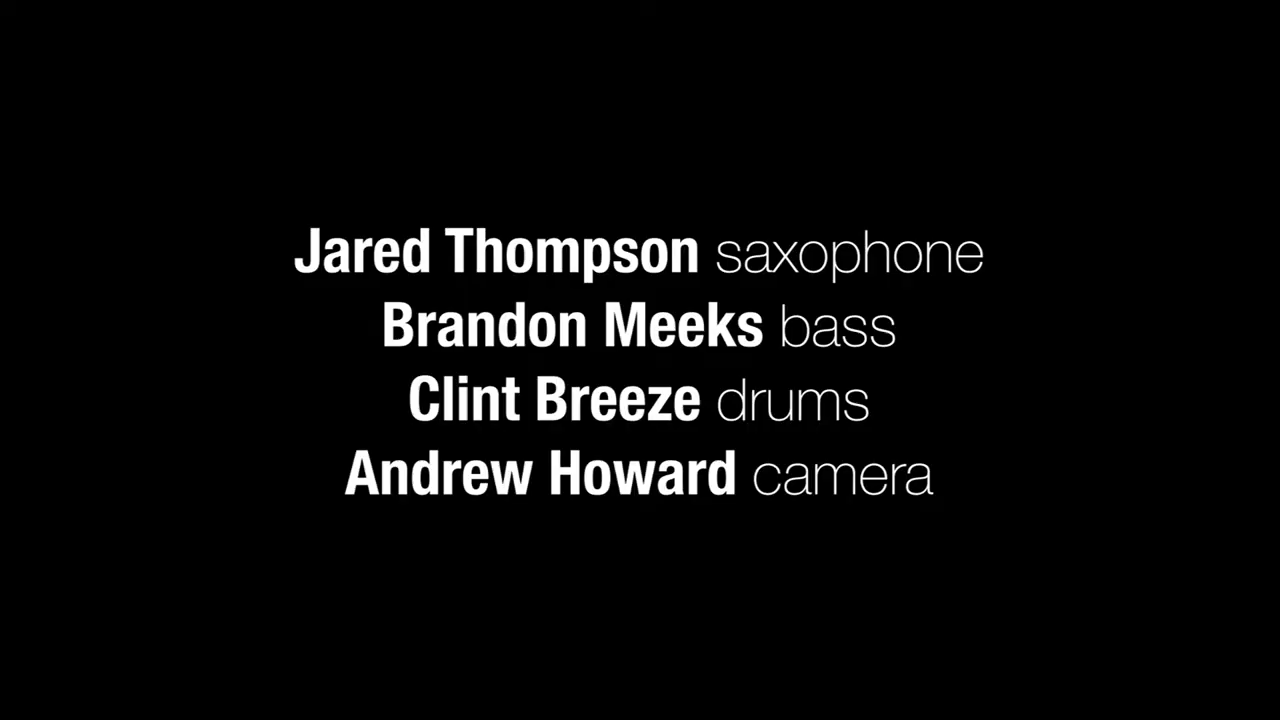 Jared Thompson saxophone
Brandon Meeks bass
Clint Breeze drums
Andrew Howard camera